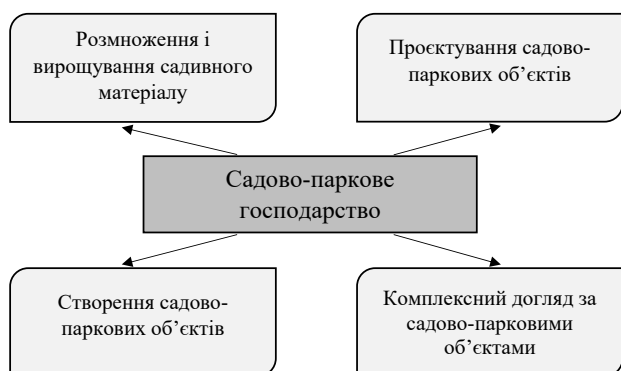 Розмноження і
вирощування садивного
матеріалу
Проєктування садово-
паркових об’єктів
Садово-паркове
господарство
Створення садово-
паркових об’єктів
Комплексний догляд за
садово-парковими
об’єктами